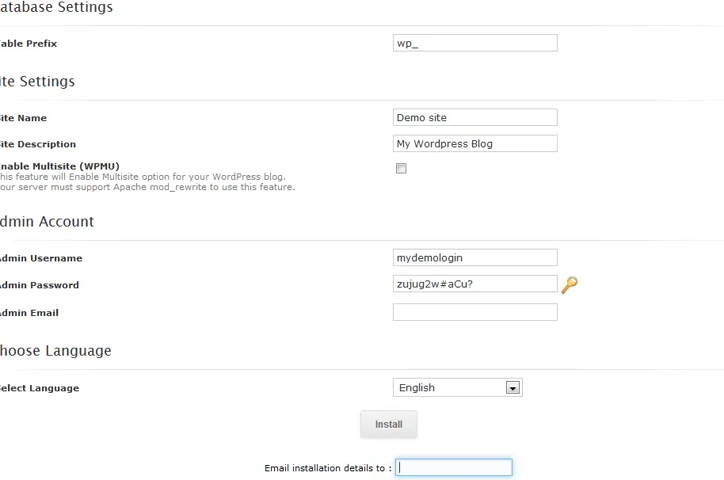 atabase Settings
able Prefix wp_
ite Settings
ite Name Demo site
ite Description My Wordpress Blog
nable Multisite (WPMU)
his feature will Enable Multisite option for your WordPress blog.
our server must support Apache mod_rewrite to use this feature.
dmin Account
dmin Username mydemologin
dmin Password zujug2w#aCu?
dmin Email
hoose Language
elect Language English
Install
Email installation details to :